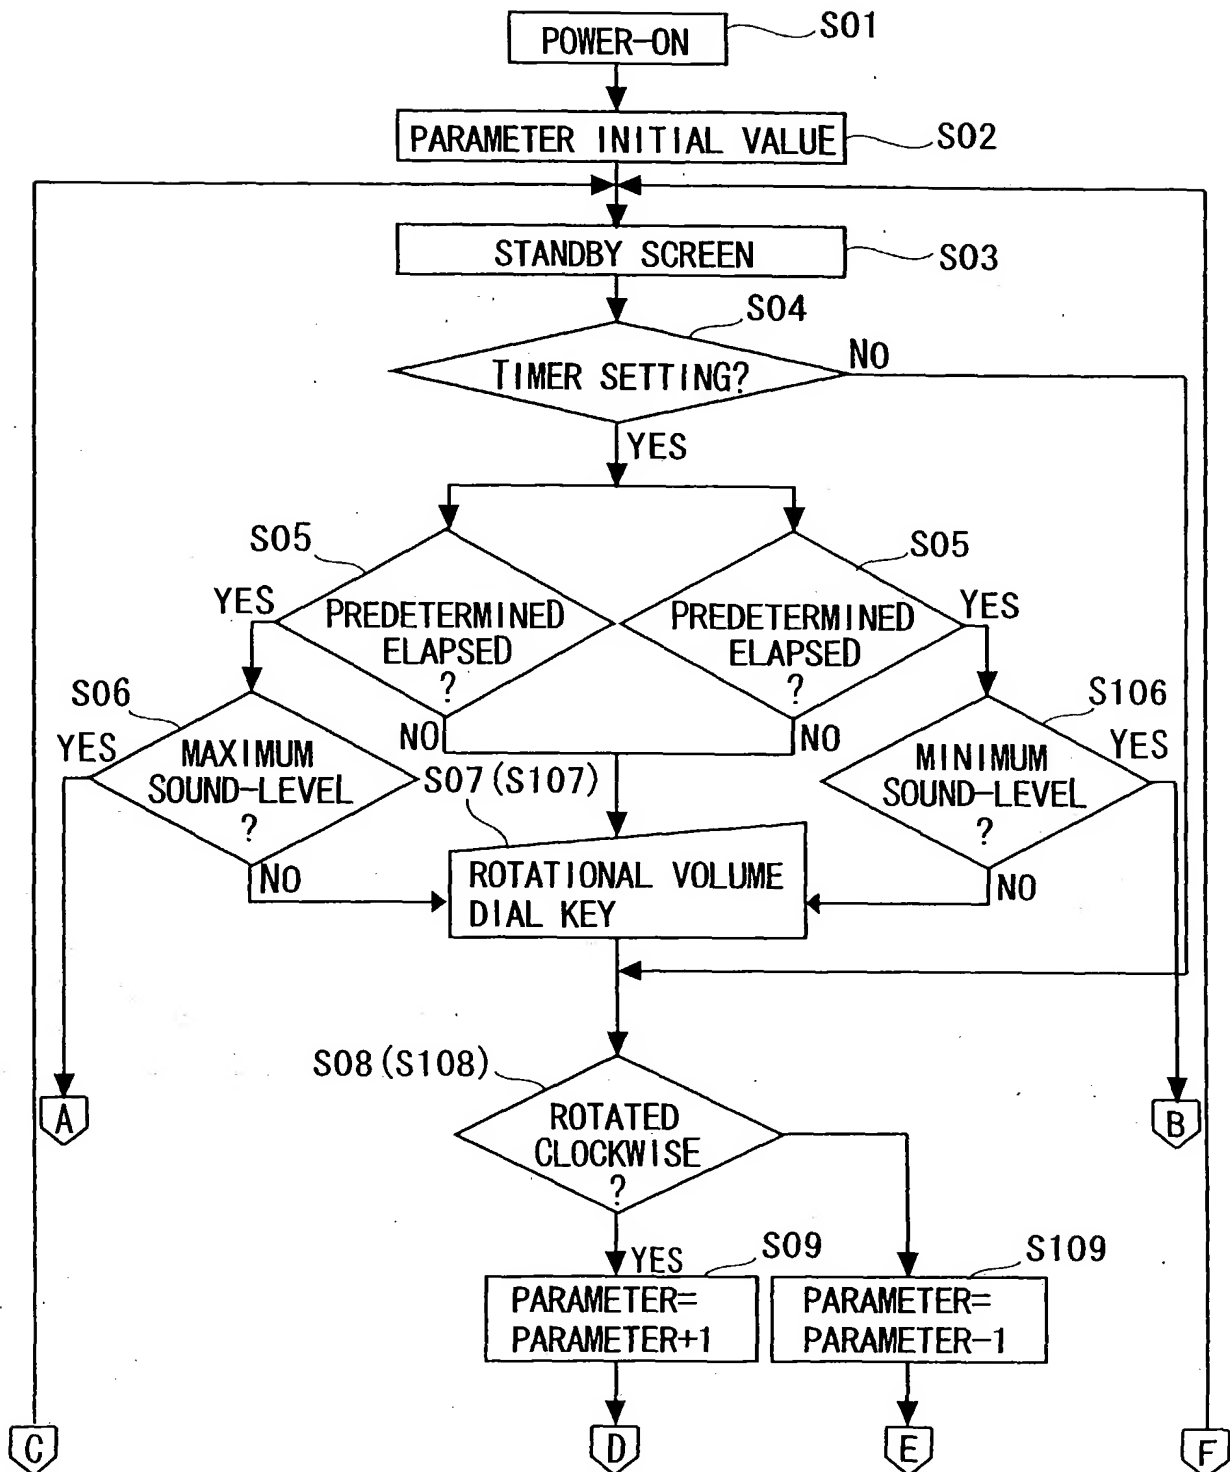 POWER-ON
S01
PARAMETER INITIAL VALUE
S02
STANDBY SCREEN
S03
S04
TIMER SETTING?
NO
YES
S05
S05
YES
PREDETERMINED
ELAPSED
?
PREDETERMINED
ELAPSED
?
YES
S06
S106
YES
MAXIMUM
SOUND-LEVEL
?
NO
NO
MINIMUM
SOUND-LEVEL
?
YES
S07(S107)
NO
ROTATIONAL VOLUME
DIAL KEY
NO
S08(S108)
A
ROTATED
CLOCKWISE
?
B
YES
S09
S109
PARAMETER=
PARAMETER+1
PARAMETER=
PARAMETER-1
C
D
E
F